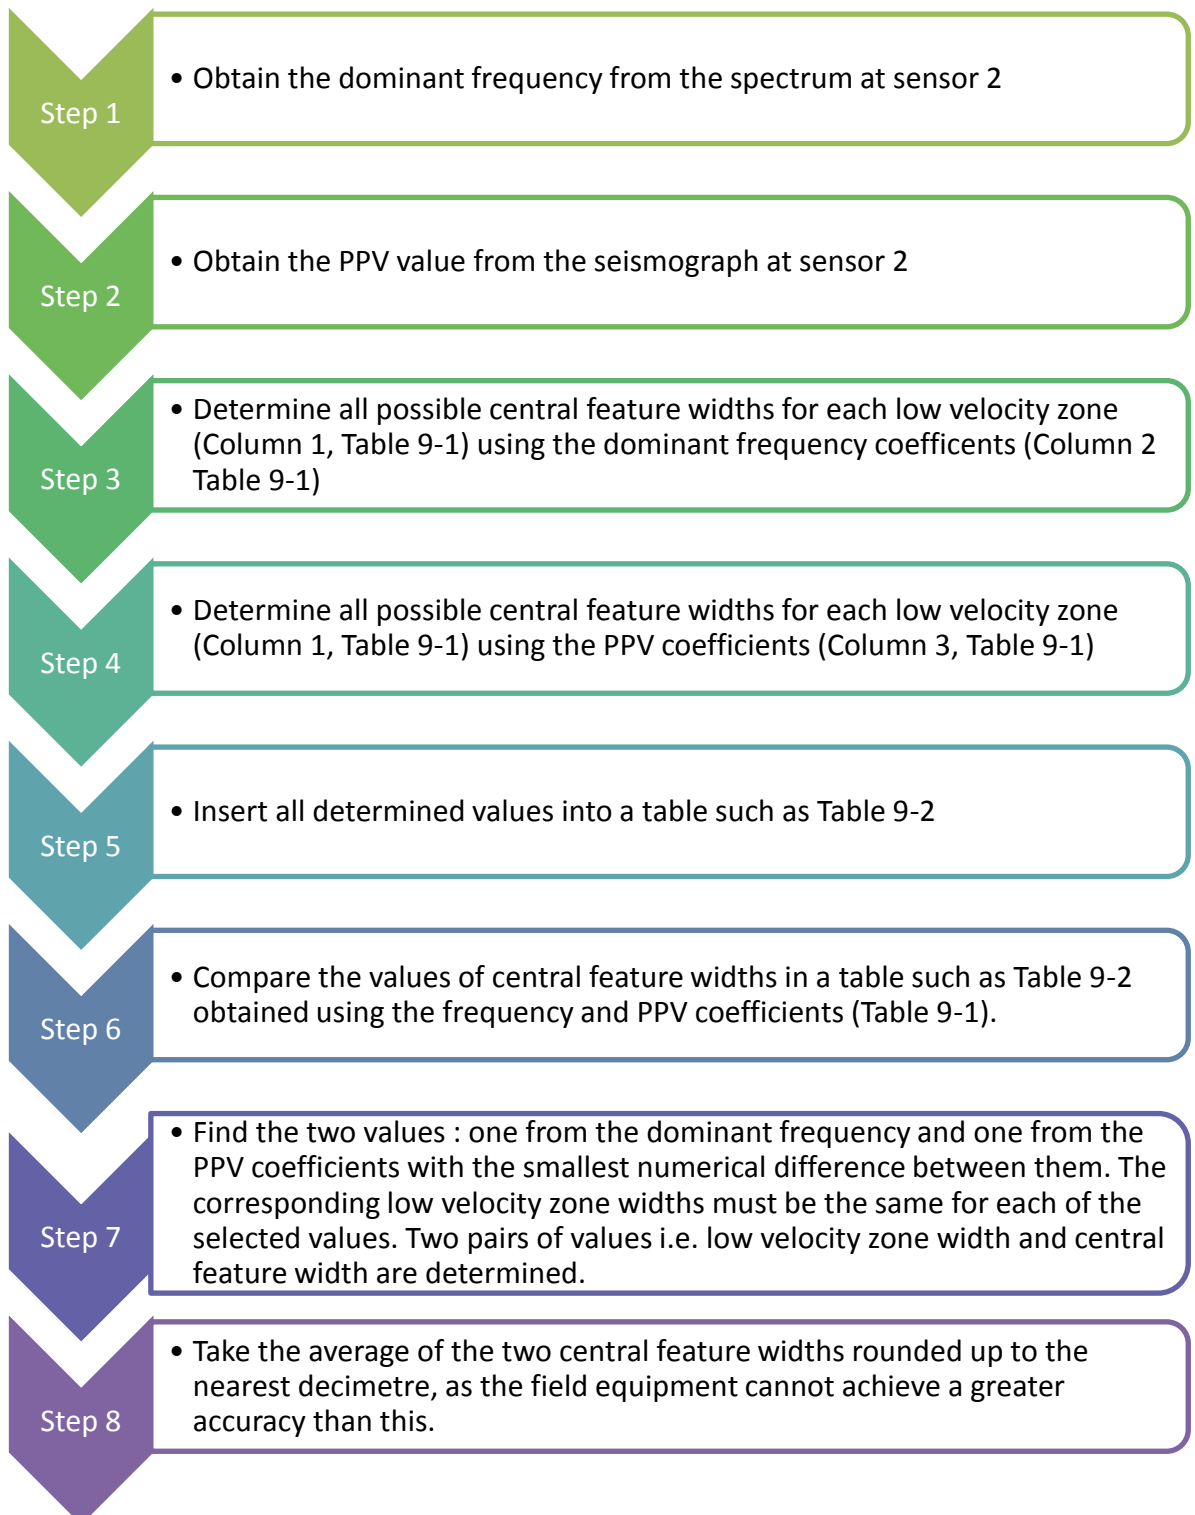 Step 1
• Obtain the dominant frequency from the spectrum at sensor 2
Step 2
• Obtain the PPV value from the seismograph at sensor 2
Step 3
• Determine all possible central feature widths for each low velocity zone
(Column 1, Table 9-1) using the dominant frequency coefficents (Column 2
Table 9-1)
Step 4
• Determine all possible central feature widths for each low velocity zone
(Column 1, Table 9-1) using the PPV coefficients (Column 3, Table 9-1)
Step 5
• Insert all determined values into a table such as Table 9-2
Step 6
• Compare the values of central feature widths in a table such as Table 9-2
obtained using the frequency and PPV coefficients (Table 9-1).
Step 7
• Find the two values : one from the dominant frequency and one from the
PPV coefficients with the smallest numerical difference between them. The
corresponding low velocity zone widths must be the same for each of the
selected values. Two pairs of values i.e. low velocity zone width and central
feature width are determined.
Step 8
• Take the average of the two central feature widths rounded up to the
nearest decimetre, as the field equipment cannot achieve a greater
accuracy than this.